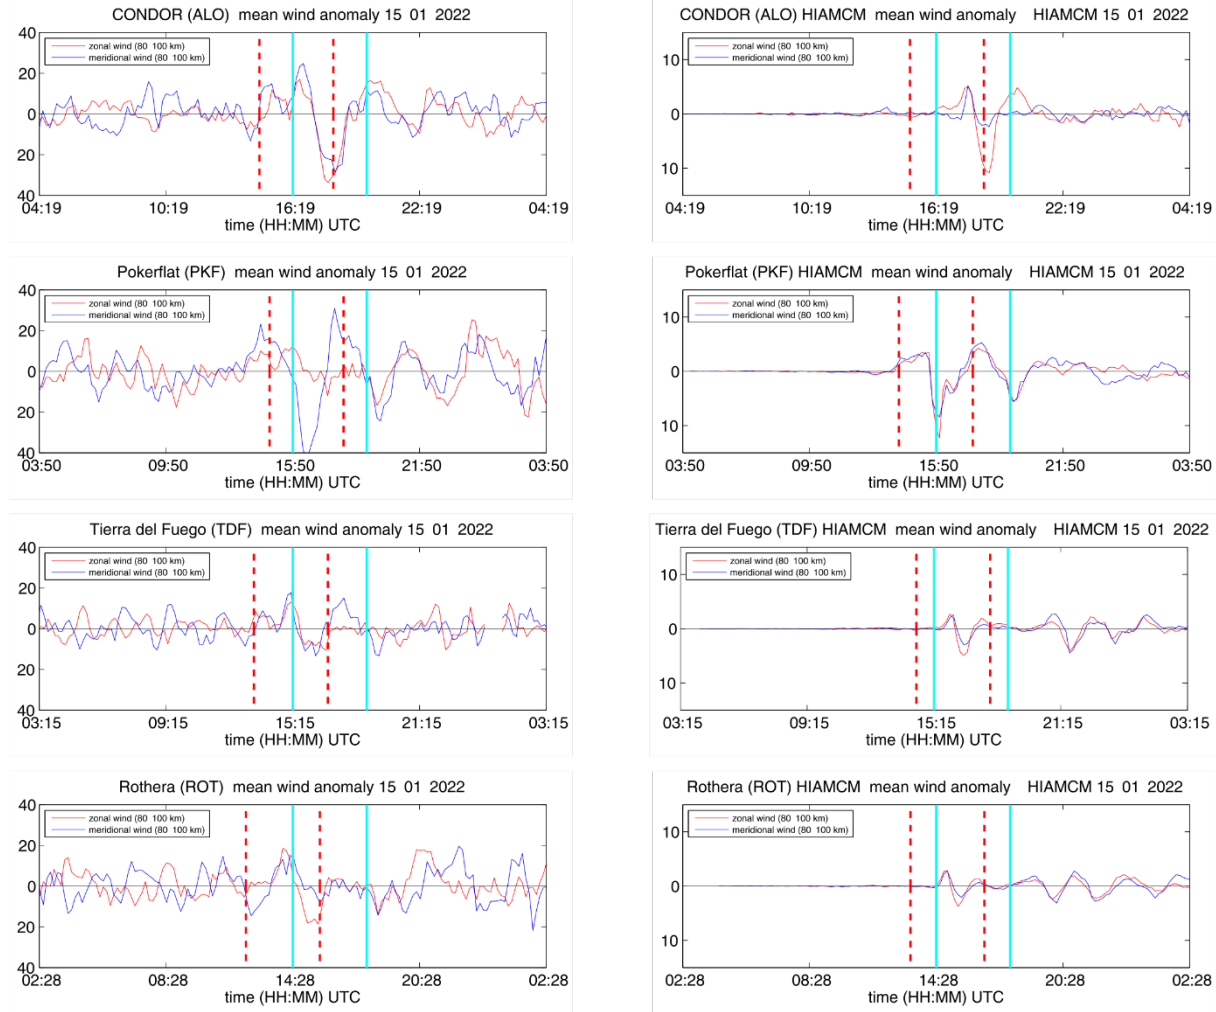 CONDOR (ALO)  mean wind anomaly 15  01  2022
zonal wind (80  100 km)
meridional wind (80  100 km)
40
20
0
20
40
04:19
10:19
16:19
22:19
04:19
time (HH:MM) UTC
CONDOR (ALO) HIAMCM  mean wind anomaly    HIAMCM 15  01  2022
zonal wind (80  100 km)
meridional wind (80  100 km)
10
0
10
04:19
10:19
16:19
22:19
04:19
time (HH:MM) UTC
Pokerflat (PKF)  mean wind anomaly 15  01  2022
zonal wind (80  100 km)
meridional wind (80  100 km)
40
20
0
20
40
03:50
09:50
15:50
21:50
03:50
time (HH:MM) UTC
Pokerflat (PKF) HIAMCM  mean wind anomaly    HIAMCM 15  01  2022
zonal wind (80  100 km)
meridional wind (80  100 km)
10
0
10
03:50
09:50
15:50
21:50
03:50
time (HH:MM) UTC
Tierra del Fuego (TDF)  mean wind anomaly 15  01  2022
zonal wind (80  100 km)
meridional wind (80  100 km)
40
20
0
20
40
03:15
09:15
15:15
21:15
03:15
time (HH:MM) UTC
Tierra del Fuego (TDF) HIAMCM  mean wind anomaly    HIAMCM 15  01  2022
zonal wind (80  100 km)
meridional wind (80  100 km)
10
0
10
03:15
09:15
15:15
21:15
03:15
time (HH:MM) UTC
Rothera (ROT)  mean wind anomaly 15  01  2022
zonal wind (80  100 km)
meridional wind (80  100 km)
40
20
0
20
40
02:28
08:28
14:28
20:28
02:28
time (HH:MM) UTC
Rothera (ROT) HIAMCM  mean wind anomaly    HIAMCM 15  01  2022
zonal wind (80  100 km)
meridional wind (80  100 km)
10
0
10
02:28
08:28
14:28
20:28
02:28
time (HH:MM) UTC